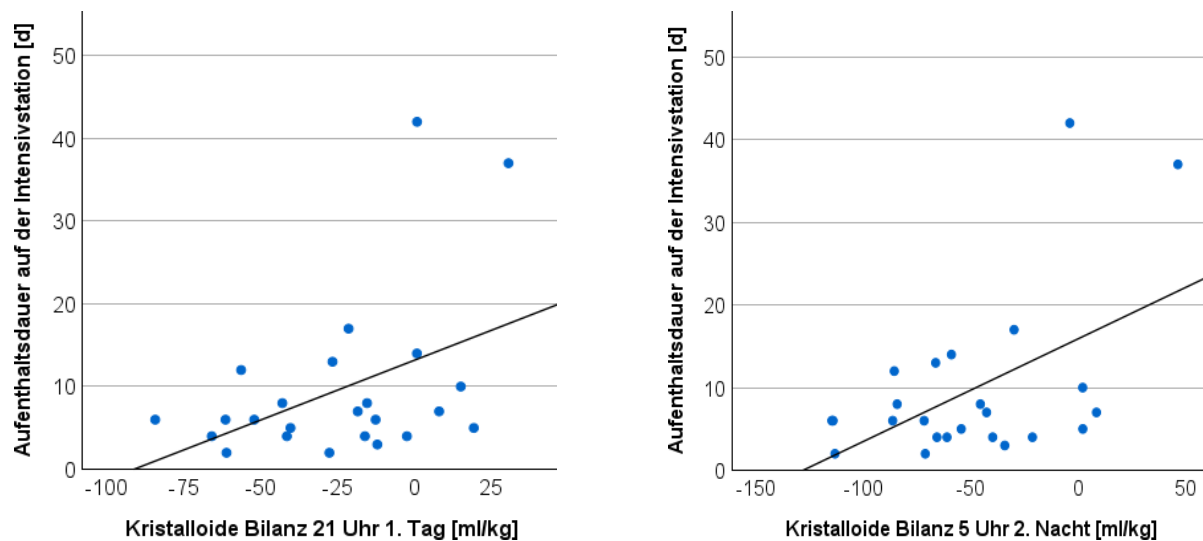 Aufenthaltsdauer auf der Intensivstation [d]
50
40
30
20
10
0
-100 -75 -50 -25 0 25
Kristalloide Bilanz 21 Uhr 1. Tag [ml/kg]
Aufenthaltsdauer auf der Intensivstation [d]
50
40
30
20
10
0
-150 -100 -50 0 50
Kristalloide Bilanz 5 Uhr 2. Nacht [ml/kg]